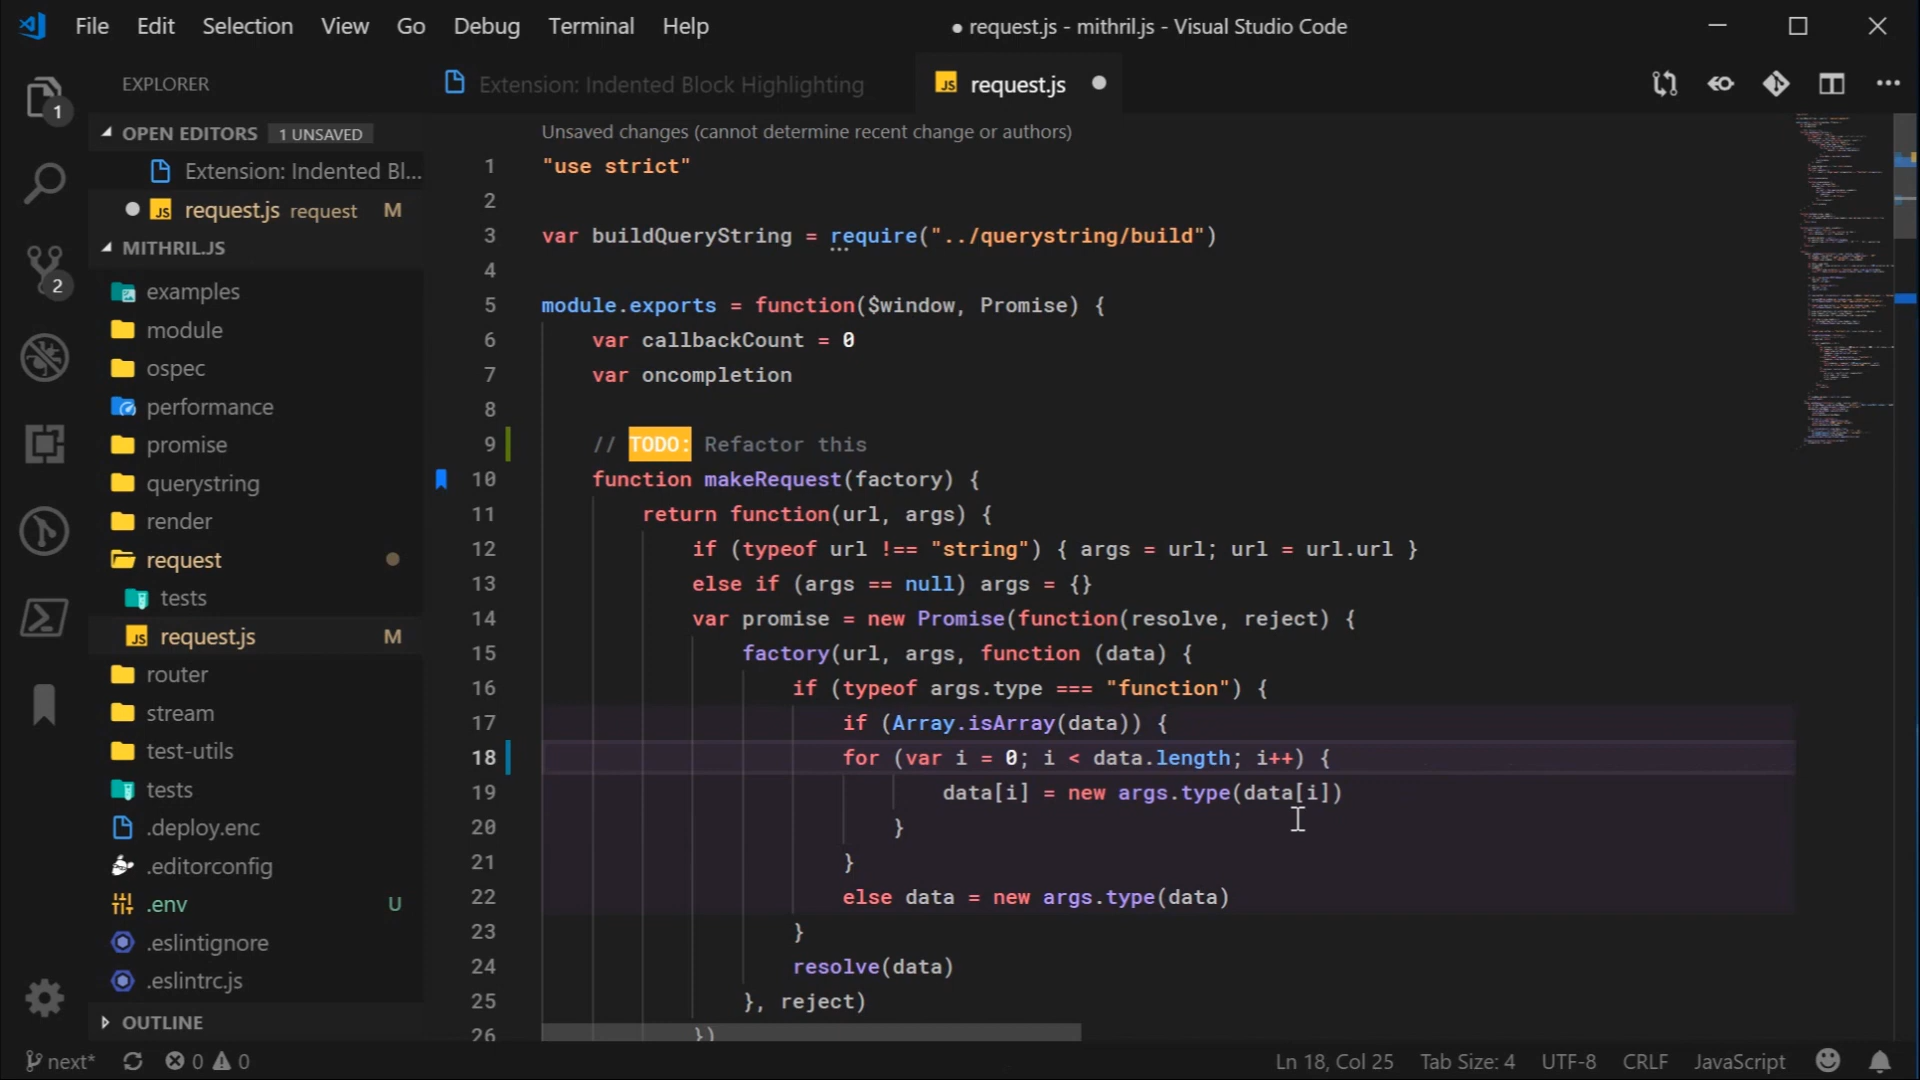 File Edit Selection View Go Debug Terminal Help ● request.js - mithril.js - Visual Studio Code
EXPLORER
OPEN EDITORS 1 UNSAVED
Extension: Indented Bl...
JS request.js request M
MITHRIL.JS
examples
module
ospec
performance
promise
querystring
render
request
tests
JS request.js M
router
stream
test-utils
tests
.deploy.enc
.editorconfig
.env U
.eslintignore
.eslintrc.js
OUTLINE
1
2
Extension: Indented Block Highlighting
JS request.js
Unsaved changes (cannot determine recent change or authors)
1 "use strict"
2
3 var buildQueryString = require("../querystring/build")
4
5 module.exports = function($window, Promise) {
6 var callbackCount = 0
7 var oncompletion
8
9 // TODO: Refactor this
10 function makeRequest(factory) {
11 return function(url, args) {
12 if (typeof url !== "string") { args = url; url = url.url }
13 else if (args == null) args = {}
14 var promise = new Promise(function(resolve, reject) {
15 factory(url, args, function (data) {
16 if (typeof args.type === "function") {
17 if (Array.isArray(data)) {
18 for (var i = 0; i < data.length; i++) {
19 data[i] = new args.type(data[i])
20 }
21 }
22 else data = new args.type(data)
23 }
24 resolve(data)
25 }, reject)
26 })
next* 0 0 Ln 18, Col 25 Tab Size: 4 UTF-8 CRLF JavaScript